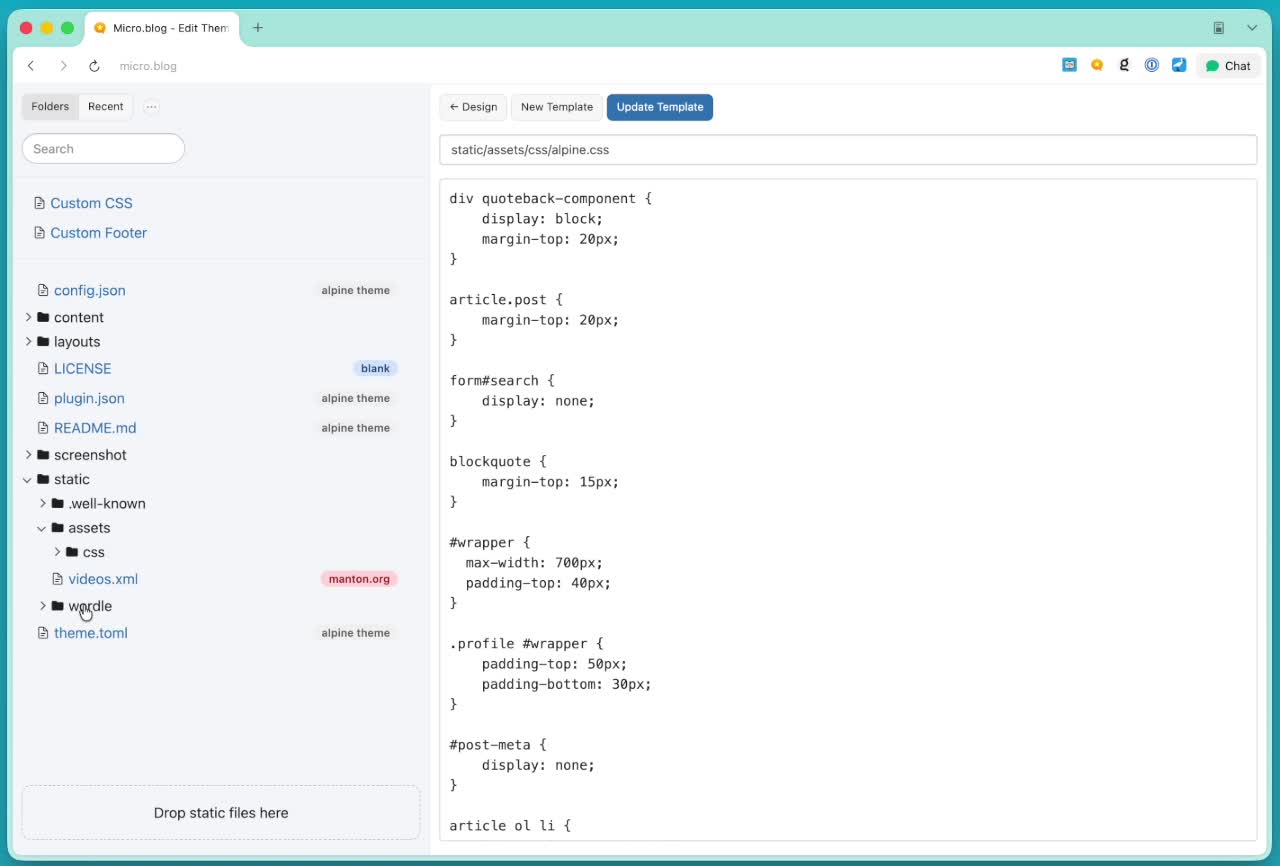 Micro.blog - Edit Them
micro.blog
Chat
Folders
Recent
Search
Custom CSS
Custom Footer
config.json
alpine theme
content
layouts
LICENSE
blank
plugin.json
alpine theme
README.md
alpine theme
screenshot
static
.well-known
assets
css
videos.xml
manton.org
wordle
theme.toml
alpine theme
Drop static files here
← Design
New Template
Update Template
static/assets/css/alpine.css
div quoteback-component {
    display: block;
    margin-top: 20px;
}
article.post {
    margin-top: 20px;
}
form#search {
    display: none;
}
blockquote {
    margin-top: 15px;
}
#wrapper {
  max-width: 700px;
  padding-top: 40px;
}
.profile #wrapper {
    padding-top: 50px;
    padding-bottom: 30px;
}
#post-meta {
    display: none;
}
article ol li {